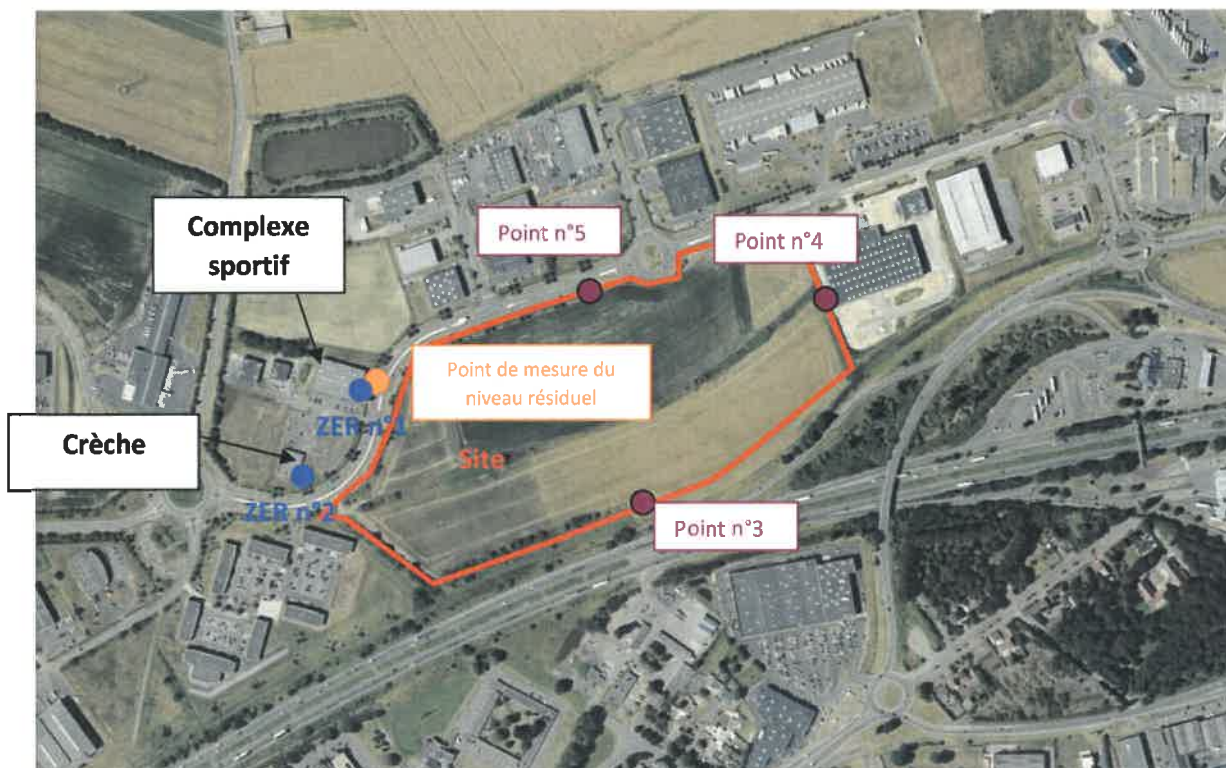 Complexe
sportif
Point n°5
Point n°4
Point de mesure du
niveau résiduel
ZER n°1
Crèche
Site
ZER n°2
Point n°3